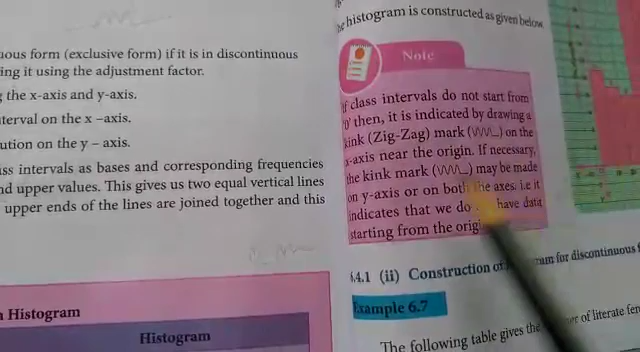 uous form (exclusive form) if it is in discontinuous
ing it using the adjustment factor.
g the x-axis and y-axis.
terval on the x –axis.
ution on the y – axis.
ss intervals as bases and corresponding frequencies
nd upper values. This gives us two equal vertical lines
upper ends of the lines are joined together and this
Histogram
Histogram
he histogram is constructed as given below
Note
If class intervals do not start from
'0' then, it is indicated by drawing a
kink (Zig-Zag) mark ( ) on the
x-axis near the origin. If necessary,
the kink mark ( ) may be made
on y-axis or on both the axes. i.e it
indicates that we do have data
starting from the origi
6.4.1 (ii) Construction of for discontinuous
Example 6.7
The following table gives the of literate